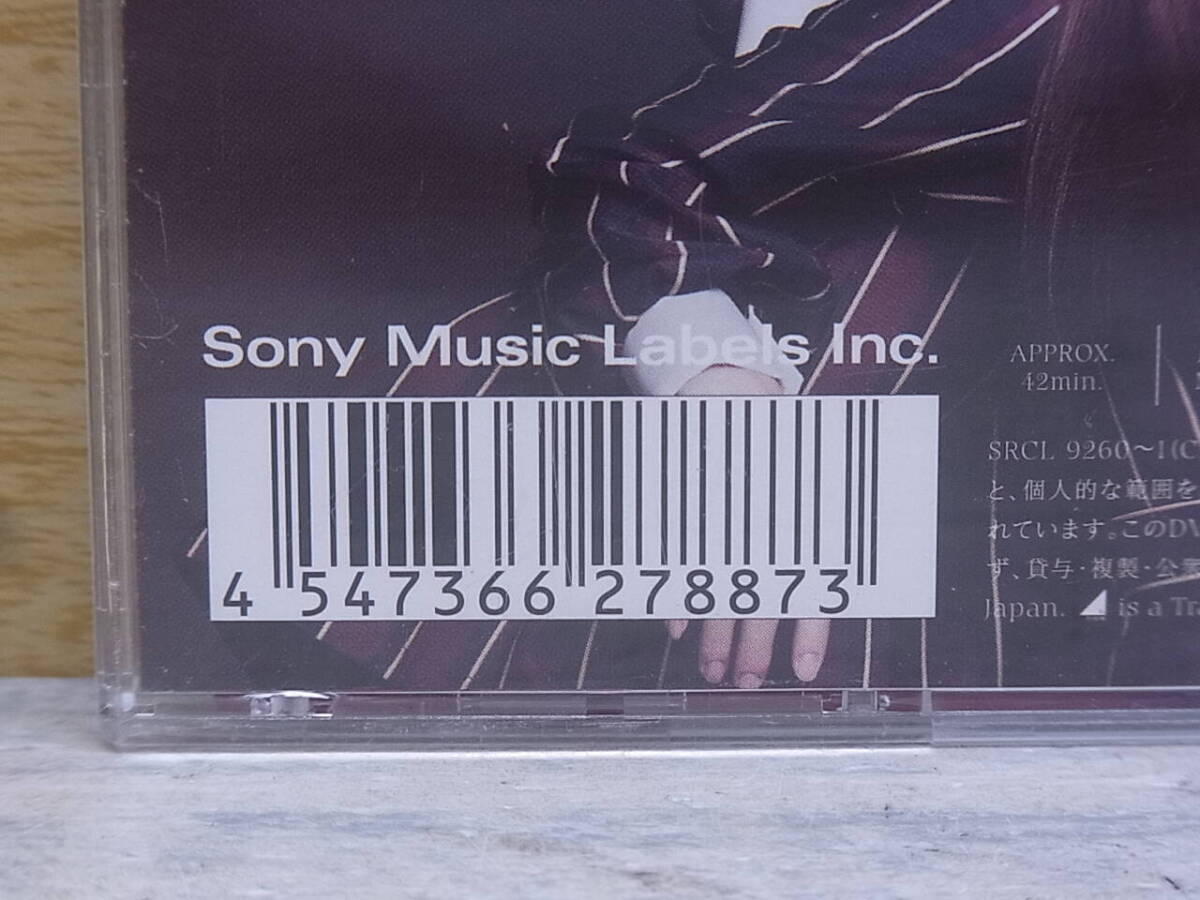 Sony Music Labels Inc.
4 547366 278873
APPROX.
42min.
SRCL 9260〜1(C
と、個人的な範囲を
れています。このDV
ず、貸与・複製・公衆
Japan. is a Tr